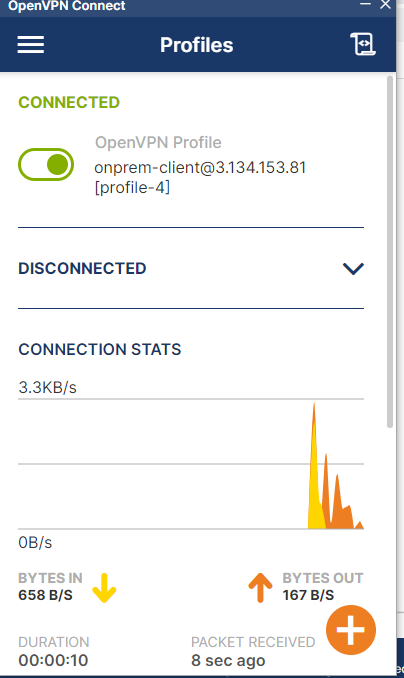 OpenVPN Connect
Profiles
CONNECTED
OpenVPN Profile
onprem-client@3.134.153.81
[profile-4]
DISCONNECTED
CONNECTION STATS
3.3KB/s
0B/s
BYTES IN
658 B/S
BYTES OUT
167 B/S
DURATION
00:00:10
PACKET RECEIVED
8 sec ago